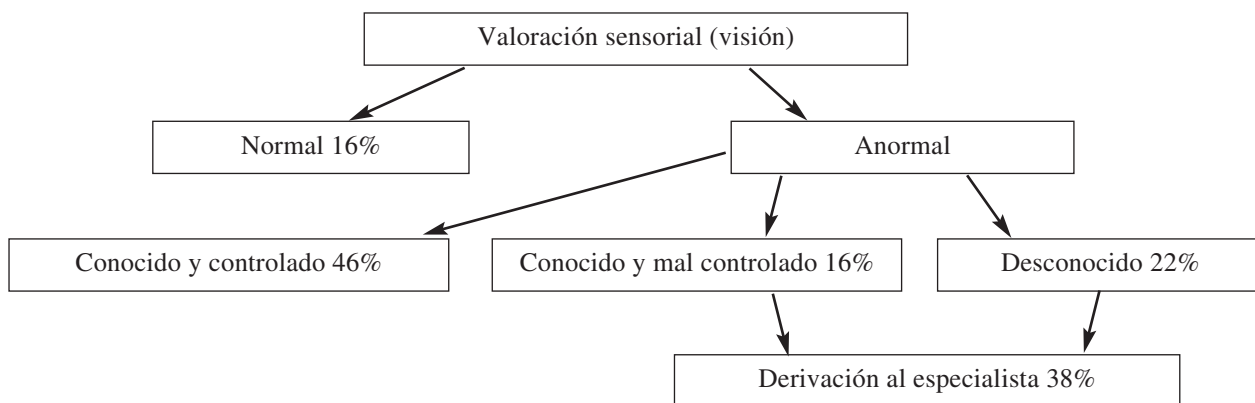 Valoración sensorial (visión)
Normal 16%
Anormal
Conocido y controlado 46%
Conocido y mal controlado 16%
Desconocido 22%
Derivación al especialista 38%